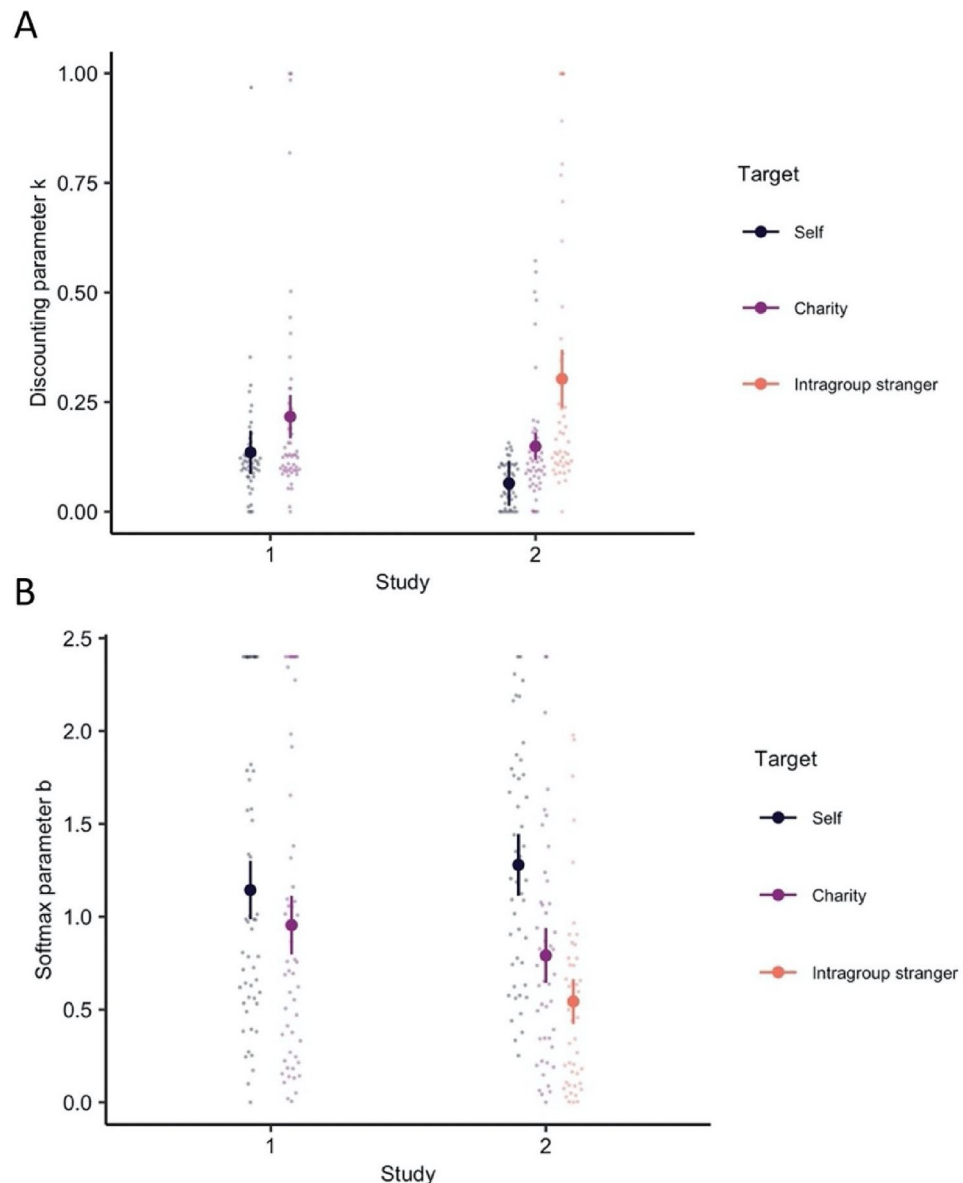 A
1.00
0.75
0.50
0.25
0.00
Discounting parameter k
1
2
Study
Target
Self
Charity
Intragroup stranger
B
2.5
2.0
1.5
1.0
0.5
0.0
Softmax parameter b
1
2
Study
Target
Self
Charity
Intragroup stranger